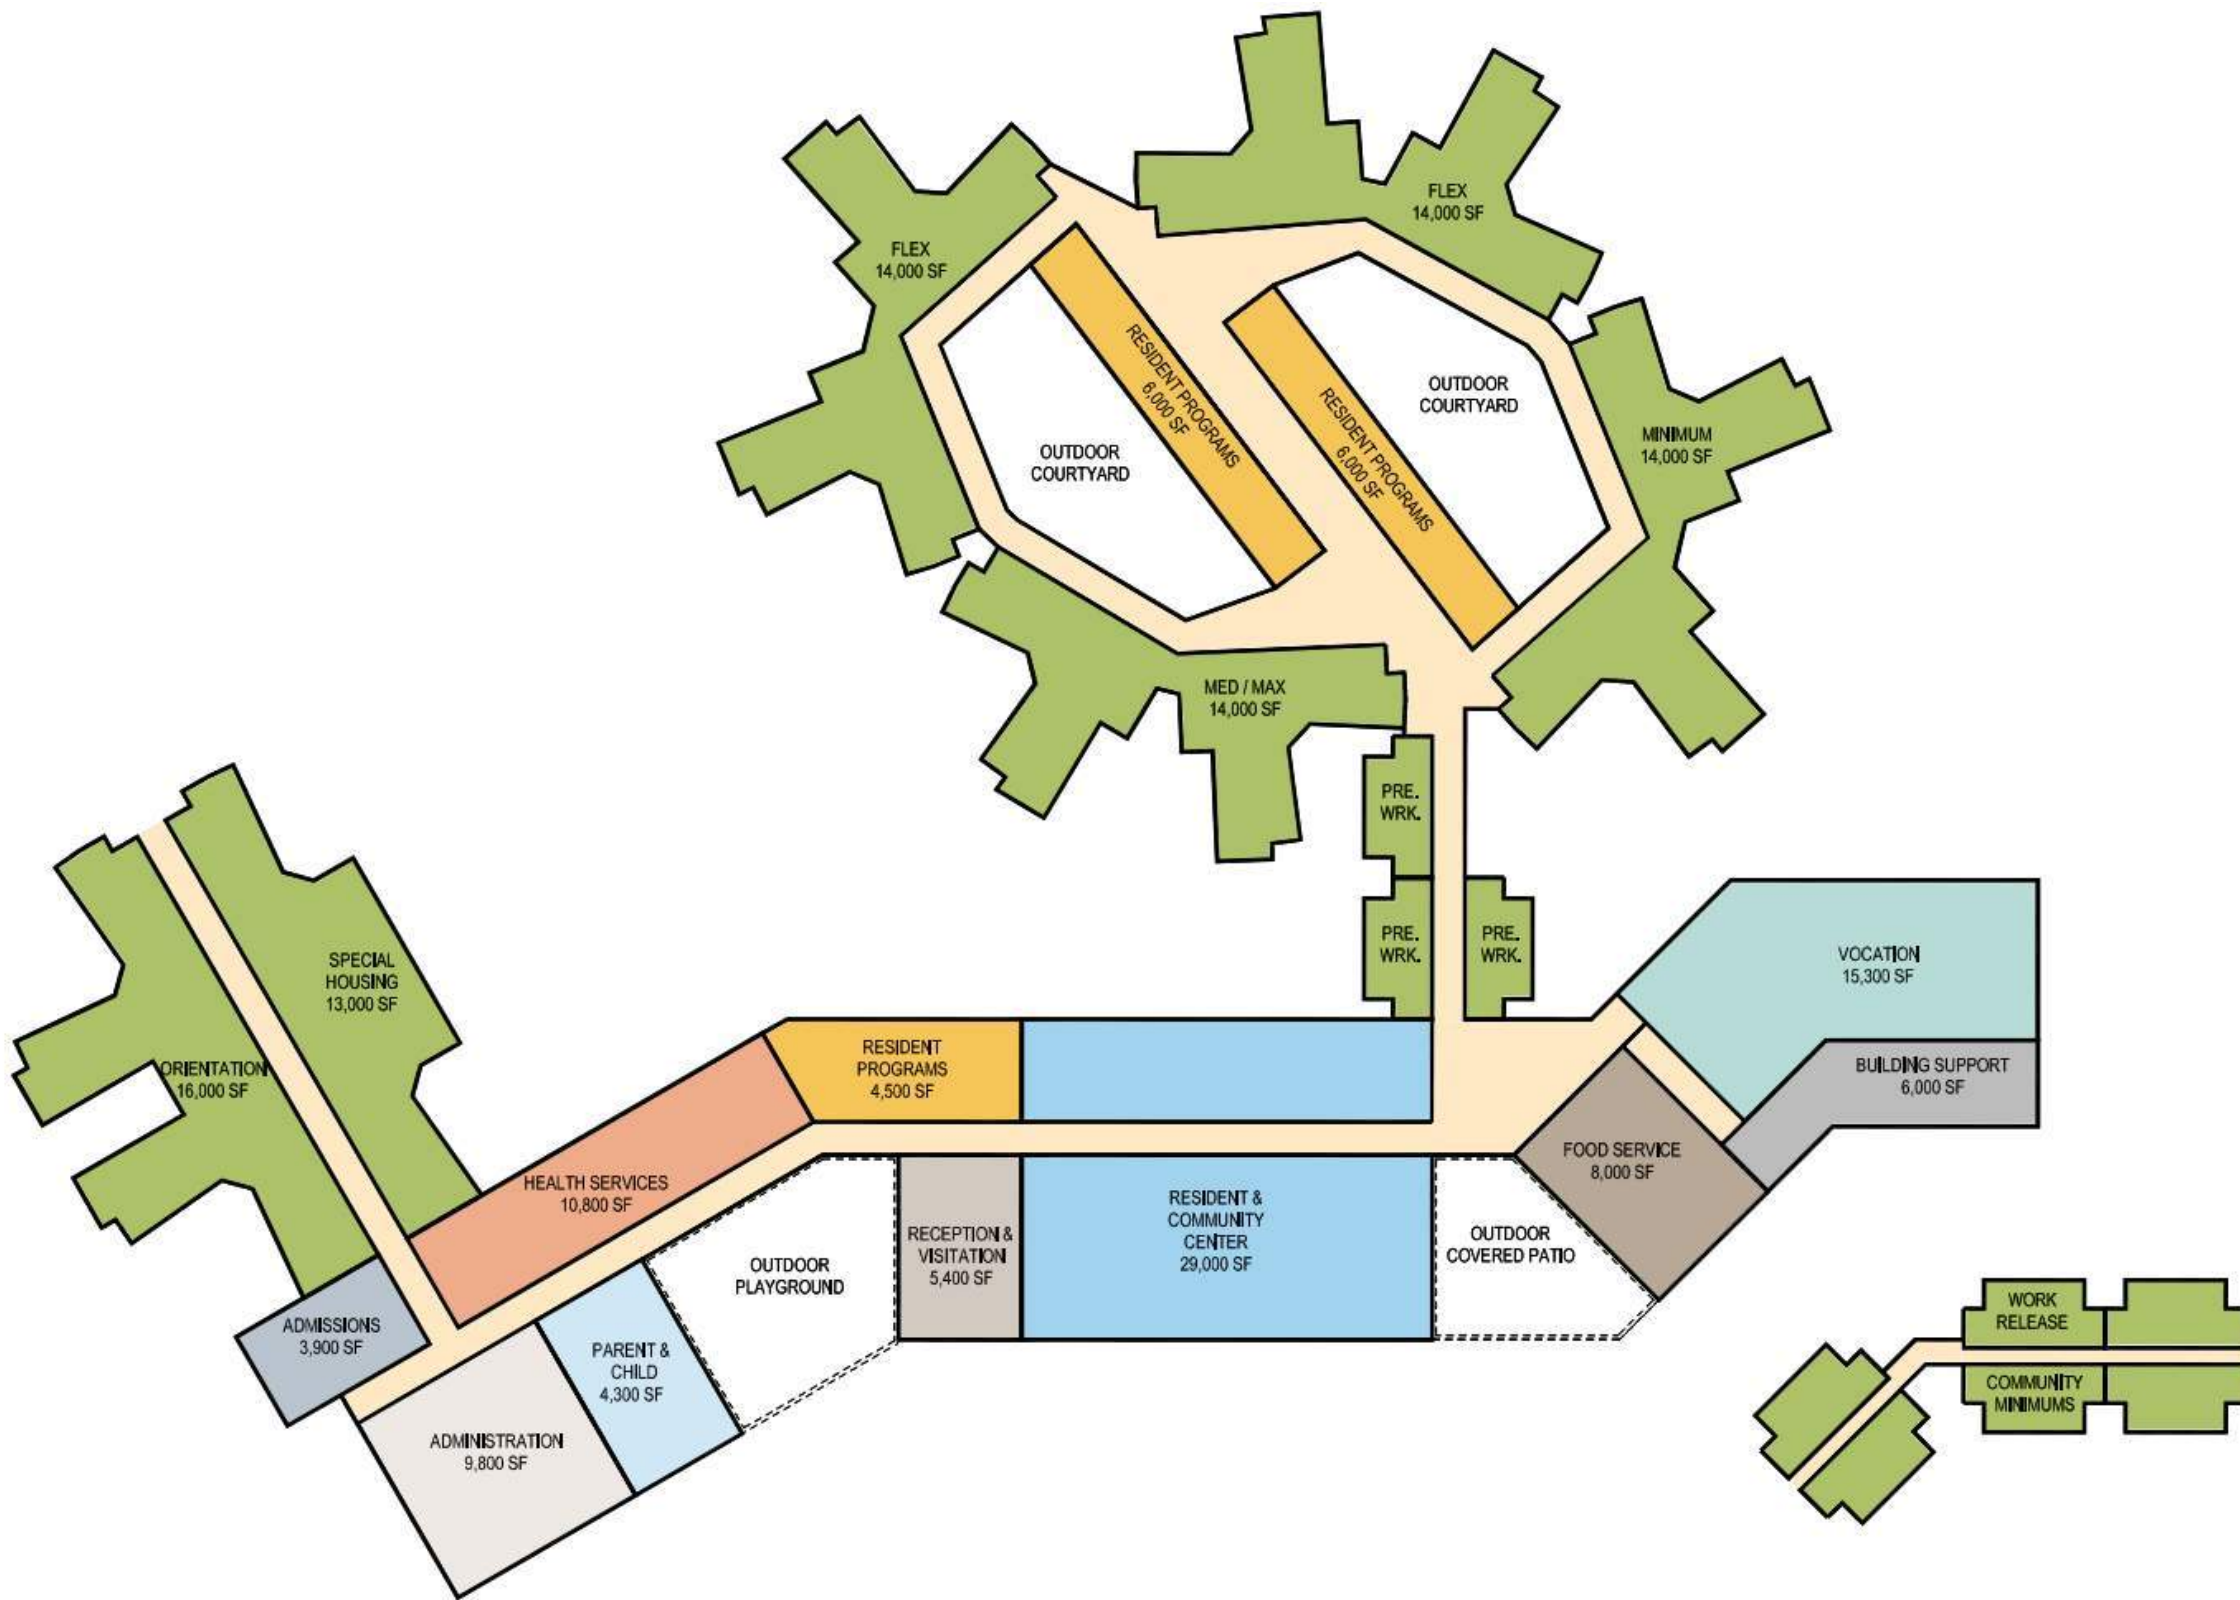 FLEX
14,000 SF
FLEX
14,000 SF
RESIDENT PROGRAMS
6,000 SF
RESIDENT PROGRAMS
6,000 SF
OUTDOOR
COURTYARD
OUTDOOR
COURTYARD
MINIMUM
14,000 SF
MED / MAX
14,000 SF
PRE.
WRK.
PRE.
WRK.
PRE.
WRK.
SPECIAL
HOUSING
13,000 SF
ORIENTATION
16,000 SF
VOCATION
15,300 SF
BUILDING SUPPORT
6,000 SF
RESIDENT
PROGRAMS
4,500 SF
HEALTH SERVICES
10,800 SF
FOOD SERVICE
8,000 SF
RECEPTION &
VISITATION
5,400 SF
RESIDENT &
COMMUNITY
CENTER
29,000 SF
OUTDOOR
COVERED PATIO
OUTDOOR
PLAYGROUND
ADMISSIONS
3,900 SF
PARENT &
CHILD
4,300 SF
ADMINISTRATION
9,800 SF
WORK
RELEASE
COMMUNITY
MINIMUMS